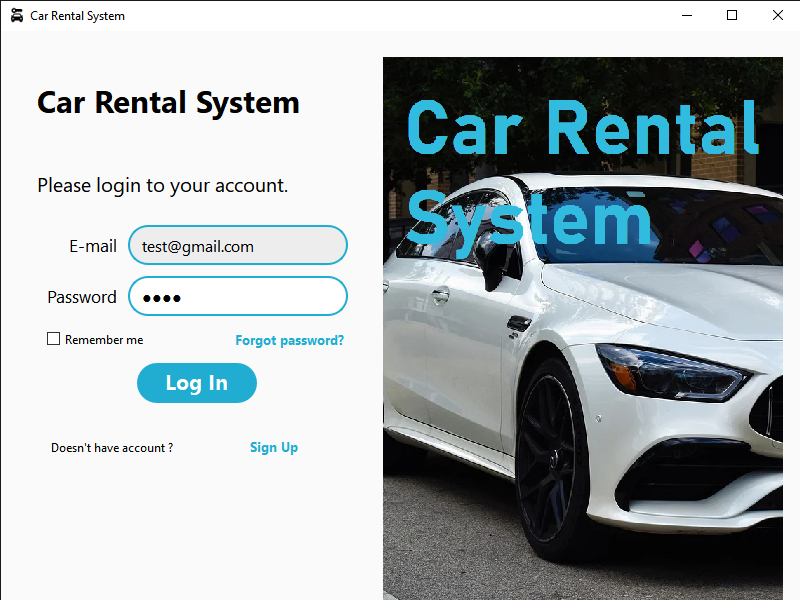 Car Rental System
Car Rental System
Please login to your account.
E-mail
test@gmail.com
Password
●●●●
Remember me
Forgot password?
Log In
Doesn't have account ?
Sign Up
Car Rental
System